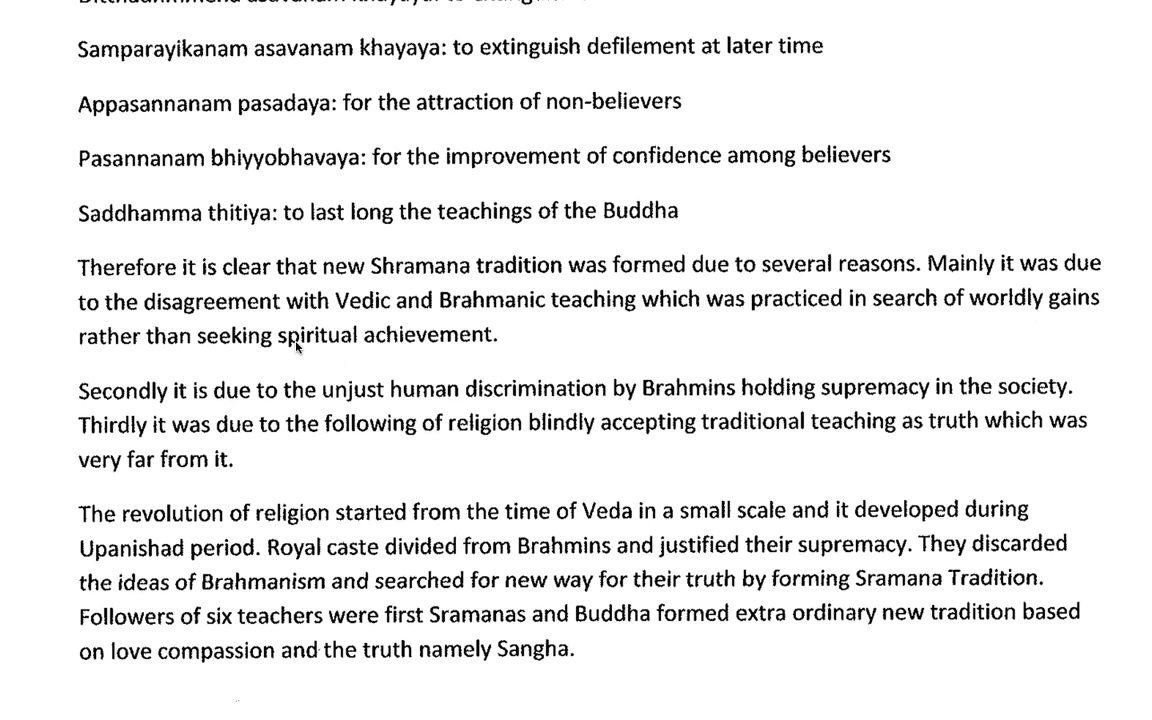 Samparayikanam asavanam khayaya: to extinguish defilement at later time
Appasannanam pasadaya: for the attraction of non-believers
Pasannanam bhiyyobhavaya: for the improvement of confidence among believers
Saddhamma thitiya: to last long the teachings of the Buddha
Therefore it is clear that new Shramana tradition was formed due to several reasons. Mainly it was due
to the disagreement with Vedic and Brahmanic teaching which was practiced in search of worldly gains
rather than seeking spiritual achievement.
Secondly it is due to the unjust human discrimination by Brahmins holding supremacy in the society.
Thirdly it was due to the following of religion blindly accepting traditional teaching as truth which was
very far from it.
The revolution of religion started from the time of Veda in a small scale and it developed during
Upanishad period. Royal caste divided from Brahmins and justified their supremacy. They discarded
the ideas of Brahmanism and searched for new way for their truth by forming Sramana Tradition.
Followers of six teachers were first Sramanas and Buddha formed extra ordinary new tradition based
on love compassion and the truth namely Sangha.